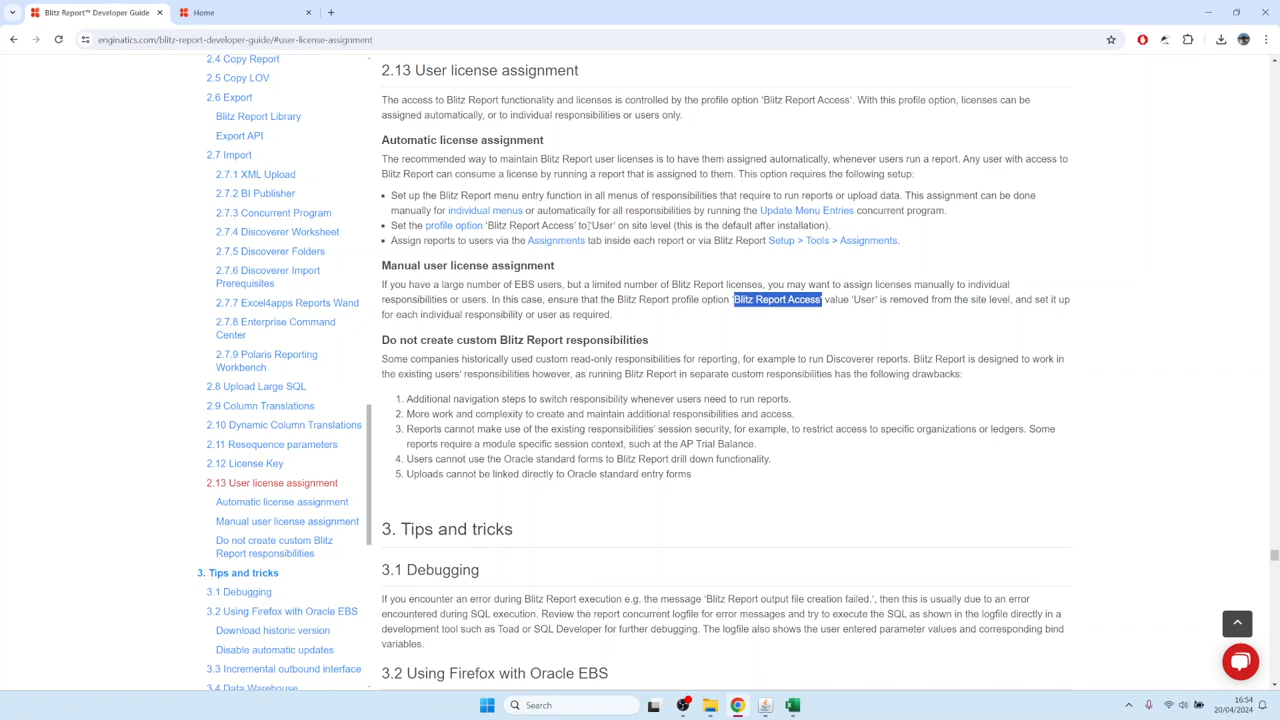 Blitz Report™ Developer Guide
Home
enginatics.com/blitz-report-developer-guide/#user-license-assignment
2.4 Copy Report
2.5 Copy LOV
2.6 Export
Blitz Report Library
Export API
2.7 Import
2.7.1 XML Upload
2.7.2 BI Publisher
2.7.3 Concurrent Program
2.7.4 Discoverer Worksheet
2.7.5 Discoverer Folders
2.7.6 Discoverer Import
Prerequisites
2.7.7 Excel4apps Reports Wand
2.7.8 Enterprise Command
Center
2.7.9 Polaris Reporting
Workbench
2.8 Upload Large SQL
2.9 Column Translations
2.10 Dynamic Column Translations
2.11 Resequence parameters
2.12 License Key
2.13 User license assignment
Automatic license assignment
Manual user license assignment
Do not create custom Blitz
Report responsibilities
3. Tips and tricks
3.1 Debugging
3.2 Using Firefox with Oracle EBS
Download historic version
Disable automatic updates
3.3 Incremental outbound interface
3.4 Data Warehouse
2.13 User license assignment
The access to Blitz Report functionality and licenses is controlled by the profile option 'Blitz Report Access'. With this profile option, licenses can be
assigned automatically, or to individual responsibilities or users only.
Automatic license assignment
The recommended way to maintain Blitz Report user licenses is to have them assigned automatically, whenever users run a report. Any user with access to
Blitz Report can consume a license by running a report that is assigned to them. This option requires the following setup:
Set up the Blitz Report menu entry function in all menus of responsibilities that require to run reports or upload data. This assignment can be done
manually for individual menus or automatically for all responsibilities by running the Update Menu Entries concurrent program.
Set the profile option 'Blitz Report Access' to 'User' on site level (this is the default after installation).
Assign reports to users via the Assignments tab inside each report or via Blitz Report Setup > Tools > Assignments.
Manual user license assignment
If you have a large number of EBS users, but a limited number of Blitz Report licenses, you may want to assign licenses manually to individual
responsibilities or users. In this case, ensure that the Blitz Report profile option 'Blitz Report Access' value 'User' is removed from the site level, and set it up
for each individual responsibility or user as required.
Do not create custom Blitz Report responsibilities
Some companies historically used custom read-only responsibilities for reporting, for example to run Discoverer reports. Blitz Report is designed to work in
the existing users' responsibilities however, as running Blitz Report in separate custom responsibilities has the following drawbacks:
1. Additional navigation steps to switch responsibility whenever users need to run reports.
2. More work and complexity to create and maintain additional responsibilities and access.
3. Reports cannot make use of the existing responsibilities' session security, for example, to restrict access to specific organizations or ledgers. Some
reports require a module specific session context, such at the AP Trial Balance.
4. Users cannot use the Oracle standard forms to Blitz Report drill down functionality.
5. Uploads cannot be linked directly to Oracle standard entry forms
3. Tips and tricks
3.1 Debugging
If you encounter an error during Blitz Report execution e.g. the message 'Blitz Report output file creation failed.', then this is usually due to an error
encountered during SQL execution. Review the report concurrent logfile for error messages and try to execute the SQL as shown in the logfile directly in a
development tool such as Toad or SQL Developer for further debugging. The logfile also shows the user entered parameter values and corresponding bind
variables.
3.2 Using Firefox with Oracle EBS
Search
16:54
20/04/2024